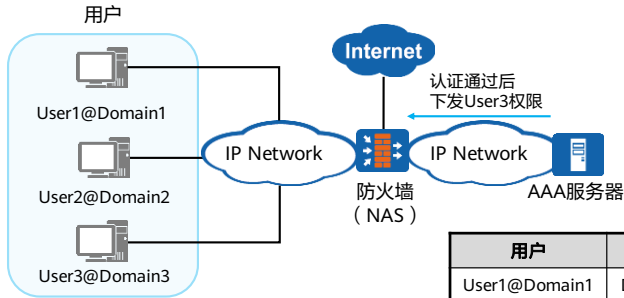 用户
Internet
认证通过后
下发User3权限
User1@Domain1
IP Network
IP Network
User2@Domain2
防火墙
（NAS）
AAA服务器
User3@Domain3
用户
User1@Domain1